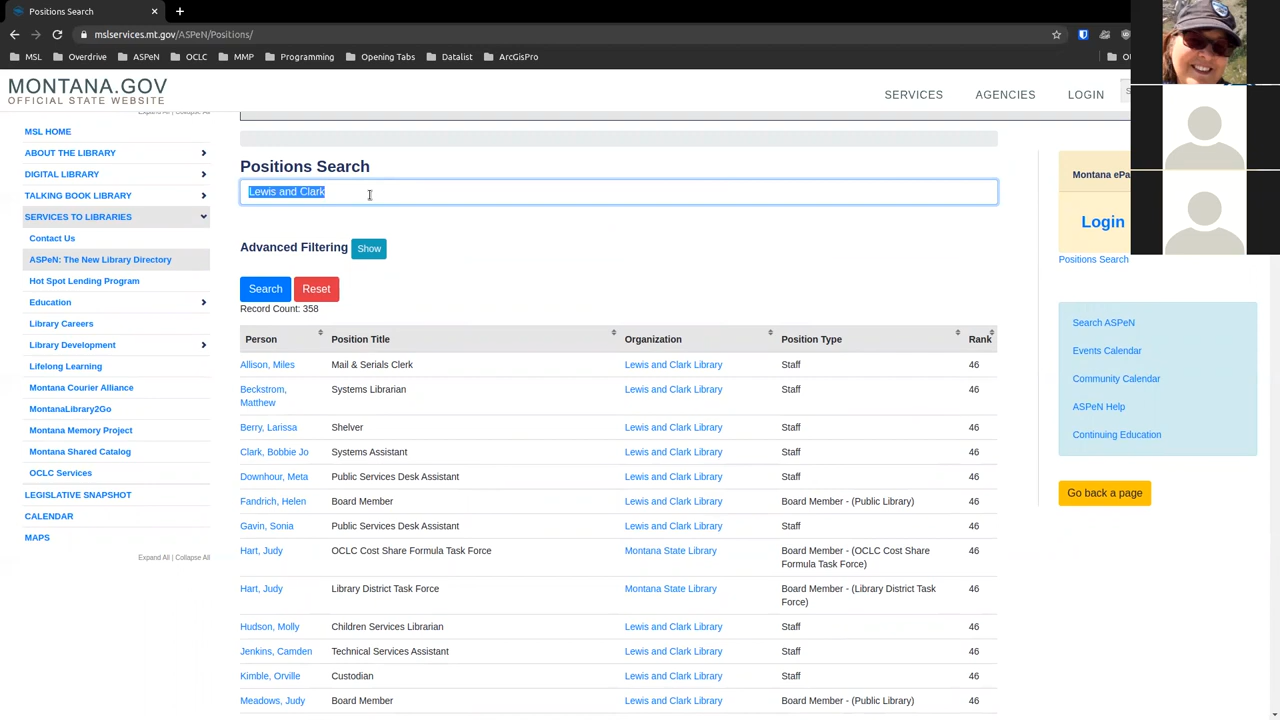 Positions Search
mslservices.mt.gov/ASPeN/Positions/
MSL Overdrive ASPeN OCLC MMP Programming Opening Tabs Datalist ArcGisPro
MONTANA.GOV
OFFICIAL STATE WEBSITE
SERVICES AGENCIES LOGIN
Expand All | Collapse All
MSL HOME
ABOUT THE LIBRARY
DIGITAL LIBRARY
TALKING BOOK LIBRARY
SERVICES TO LIBRARIES
Contact Us
ASPeN: The New Library Directory
Hot Spot Lending Program
Education
Library Careers
Library Development
Lifelong Learning
Montana Courier Alliance
MontanaLibrary2Go
Montana Memory Project
Montana Shared Catalog
OCLC Services
LEGISLATIVE SNAPSHOT
CALENDAR
MAPS
Expand All | Collapse All
Positions Search
Lewis and Clark
Advanced Filtering Show
Search Reset
Record Count: 358
Person Position Title Organization Position Type Rank
Allison, Miles Mail & Serials Clerk Lewis and Clark Library Staff 46
Beckstrom, Systems Librarian Lewis and Clark Library Staff 46
Matthew
Berry, Larissa Shelver Lewis and Clark Library Staff 46
Clark, Bobbie Jo Systems Assistant Lewis and Clark Library Staff 46
Downhour, Meta Public Services Desk Assistant Lewis and Clark Library Staff 46
Fandrich, Helen Board Member Lewis and Clark Library Board Member - (Public Library) 46
Gavin, Sonia Public Services Desk Assistant Lewis and Clark Library Staff 46
Hart, Judy OCLC Cost Share Formula Task Force Montana State Library Board Member - (OCLC Cost Share 46
Formula Task Force)
Hart, Judy Library District Task Force Montana State Library Board Member - (Library District Task 46
Force)
Hudson, Molly Children Services Librarian Lewis and Clark Library Staff 46
Jenkins, Camden Technical Services Assistant Lewis and Clark Library Staff 46
Kimble, Orville Custodian Lewis and Clark Library Staff 46
Meadows, Judy Board Member Lewis and Clark Library Board Member - (Public Library) 46
Montana ePa
Login
Positions Search
Search ASPeN
Events Calendar
Community Calendar
ASPeN Help
Continuing Education
Go back a page